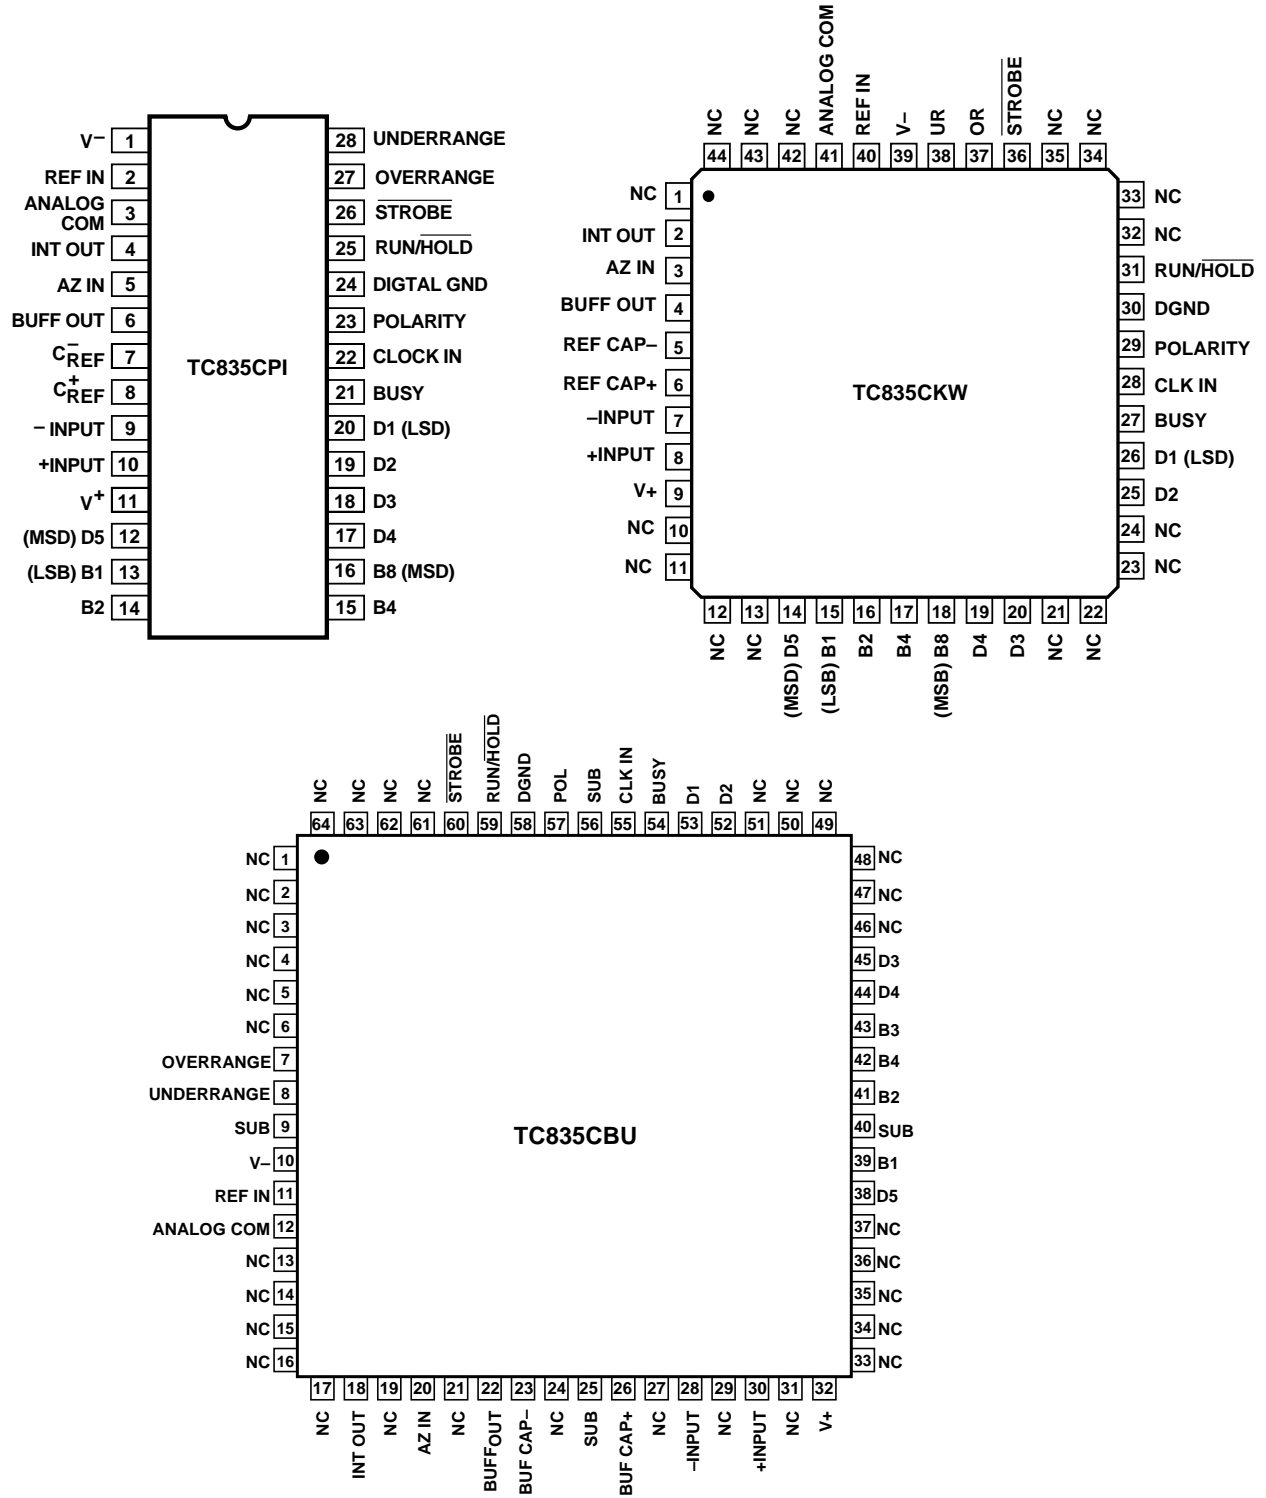 V– 1
REF IN 2
ANALOG
COM 3
INT OUT 4
AZ IN 5
BUFF OUT 6
C–REF 7
C+REF 8
– INPUT 9
+INPUT 10
V+ 11
(MSD) D5 12
(LSB) B1 13
B2 14
TC835CPI
28 UNDERRANGE
27 OVERRANGE
26 STROBE
25 RUN/HOLD
24 DIGTAL GND
23 POLARITY
22 CLOCK IN
21 BUSY
20 D1 (LSD)
19 D2
18 D3
17 D4
16 B8 (MSD)
15 B4
NC 44
NC 43
NC 42
ANALOG COM 41
REF IN 40
V– 39
UR 38
OR 37
STROBE 36
NC 35
NC 34
NC 1
INT OUT 2
AZ IN 3
BUFF OUT 4
REF CAP– 5
REF CAP+ 6
–INPUT 7
+INPUT 8
V+ 9
NC 10
NC 11
TC835CKW
33 NC
32 NC
31 RUN/HOLD
30 DGND
29 POLARITY
28 CLK IN
27 BUSY
26 D1 (LSD)
25 D2
24 NC
23 NC
12 NC
13 NC
14 (MSD) D5
15 (LSB) B1
16 B2
17 B4
18 (MSB) B8
19 D4
20 D3
21 NC
22 NC
NC 64
NC 63
NC 62
NC 61
STROBE 60
RUN/HOLD 59
DGND 58
POL 57
SUB 56
CLK IN 55
BUSY 54
D1 53
D2 52
NC 51
NC 50
NC 49
NC 1
NC 2
NC 3
NC 4
NC 5
NC 6
OVERRANGE 7
UNDERRANGE 8
SUB 9
V– 10
REF IN 11
ANALOG COM 12
NC 13
NC 14
NC 15
NC 16
TC835CBU
48 NC
47 NC
46 NC
45 D3
44 D4
43 B3
42 B4
41 B2
40 SUB
39 B1
38 D5
37 NC
36 NC
35 NC
34 NC
33 NC
17 NC
18 INT OUT
19 NC
20 AZ IN
21 NC
22 BUFFOUT
23 BUF CAP–
24 NC
25 SUB
26 BUF CAP+
27 NC
28 –INPUT
29 NC
30 +INPUT
31 NC
32 V+